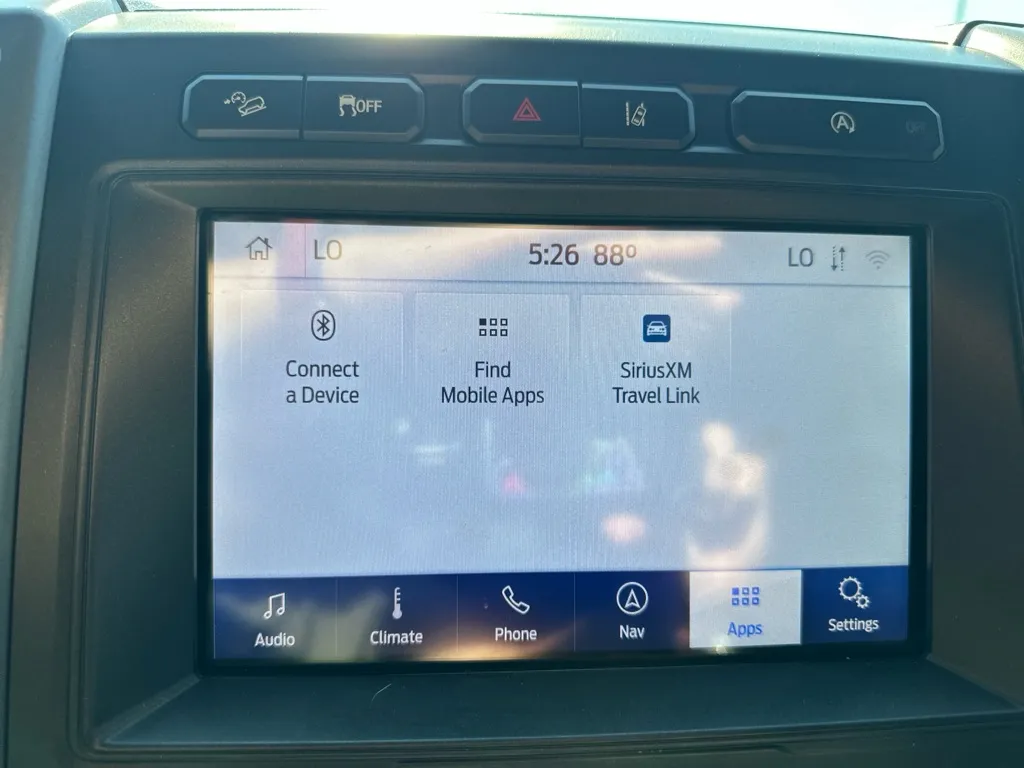 OFF
A
OFF
LO
5:26 88°
LO
Connect
a Device
Find
Mobile Apps
SiriusXM
Travel Link
Audio
Climate
Phone
Nav
Apps
Settings